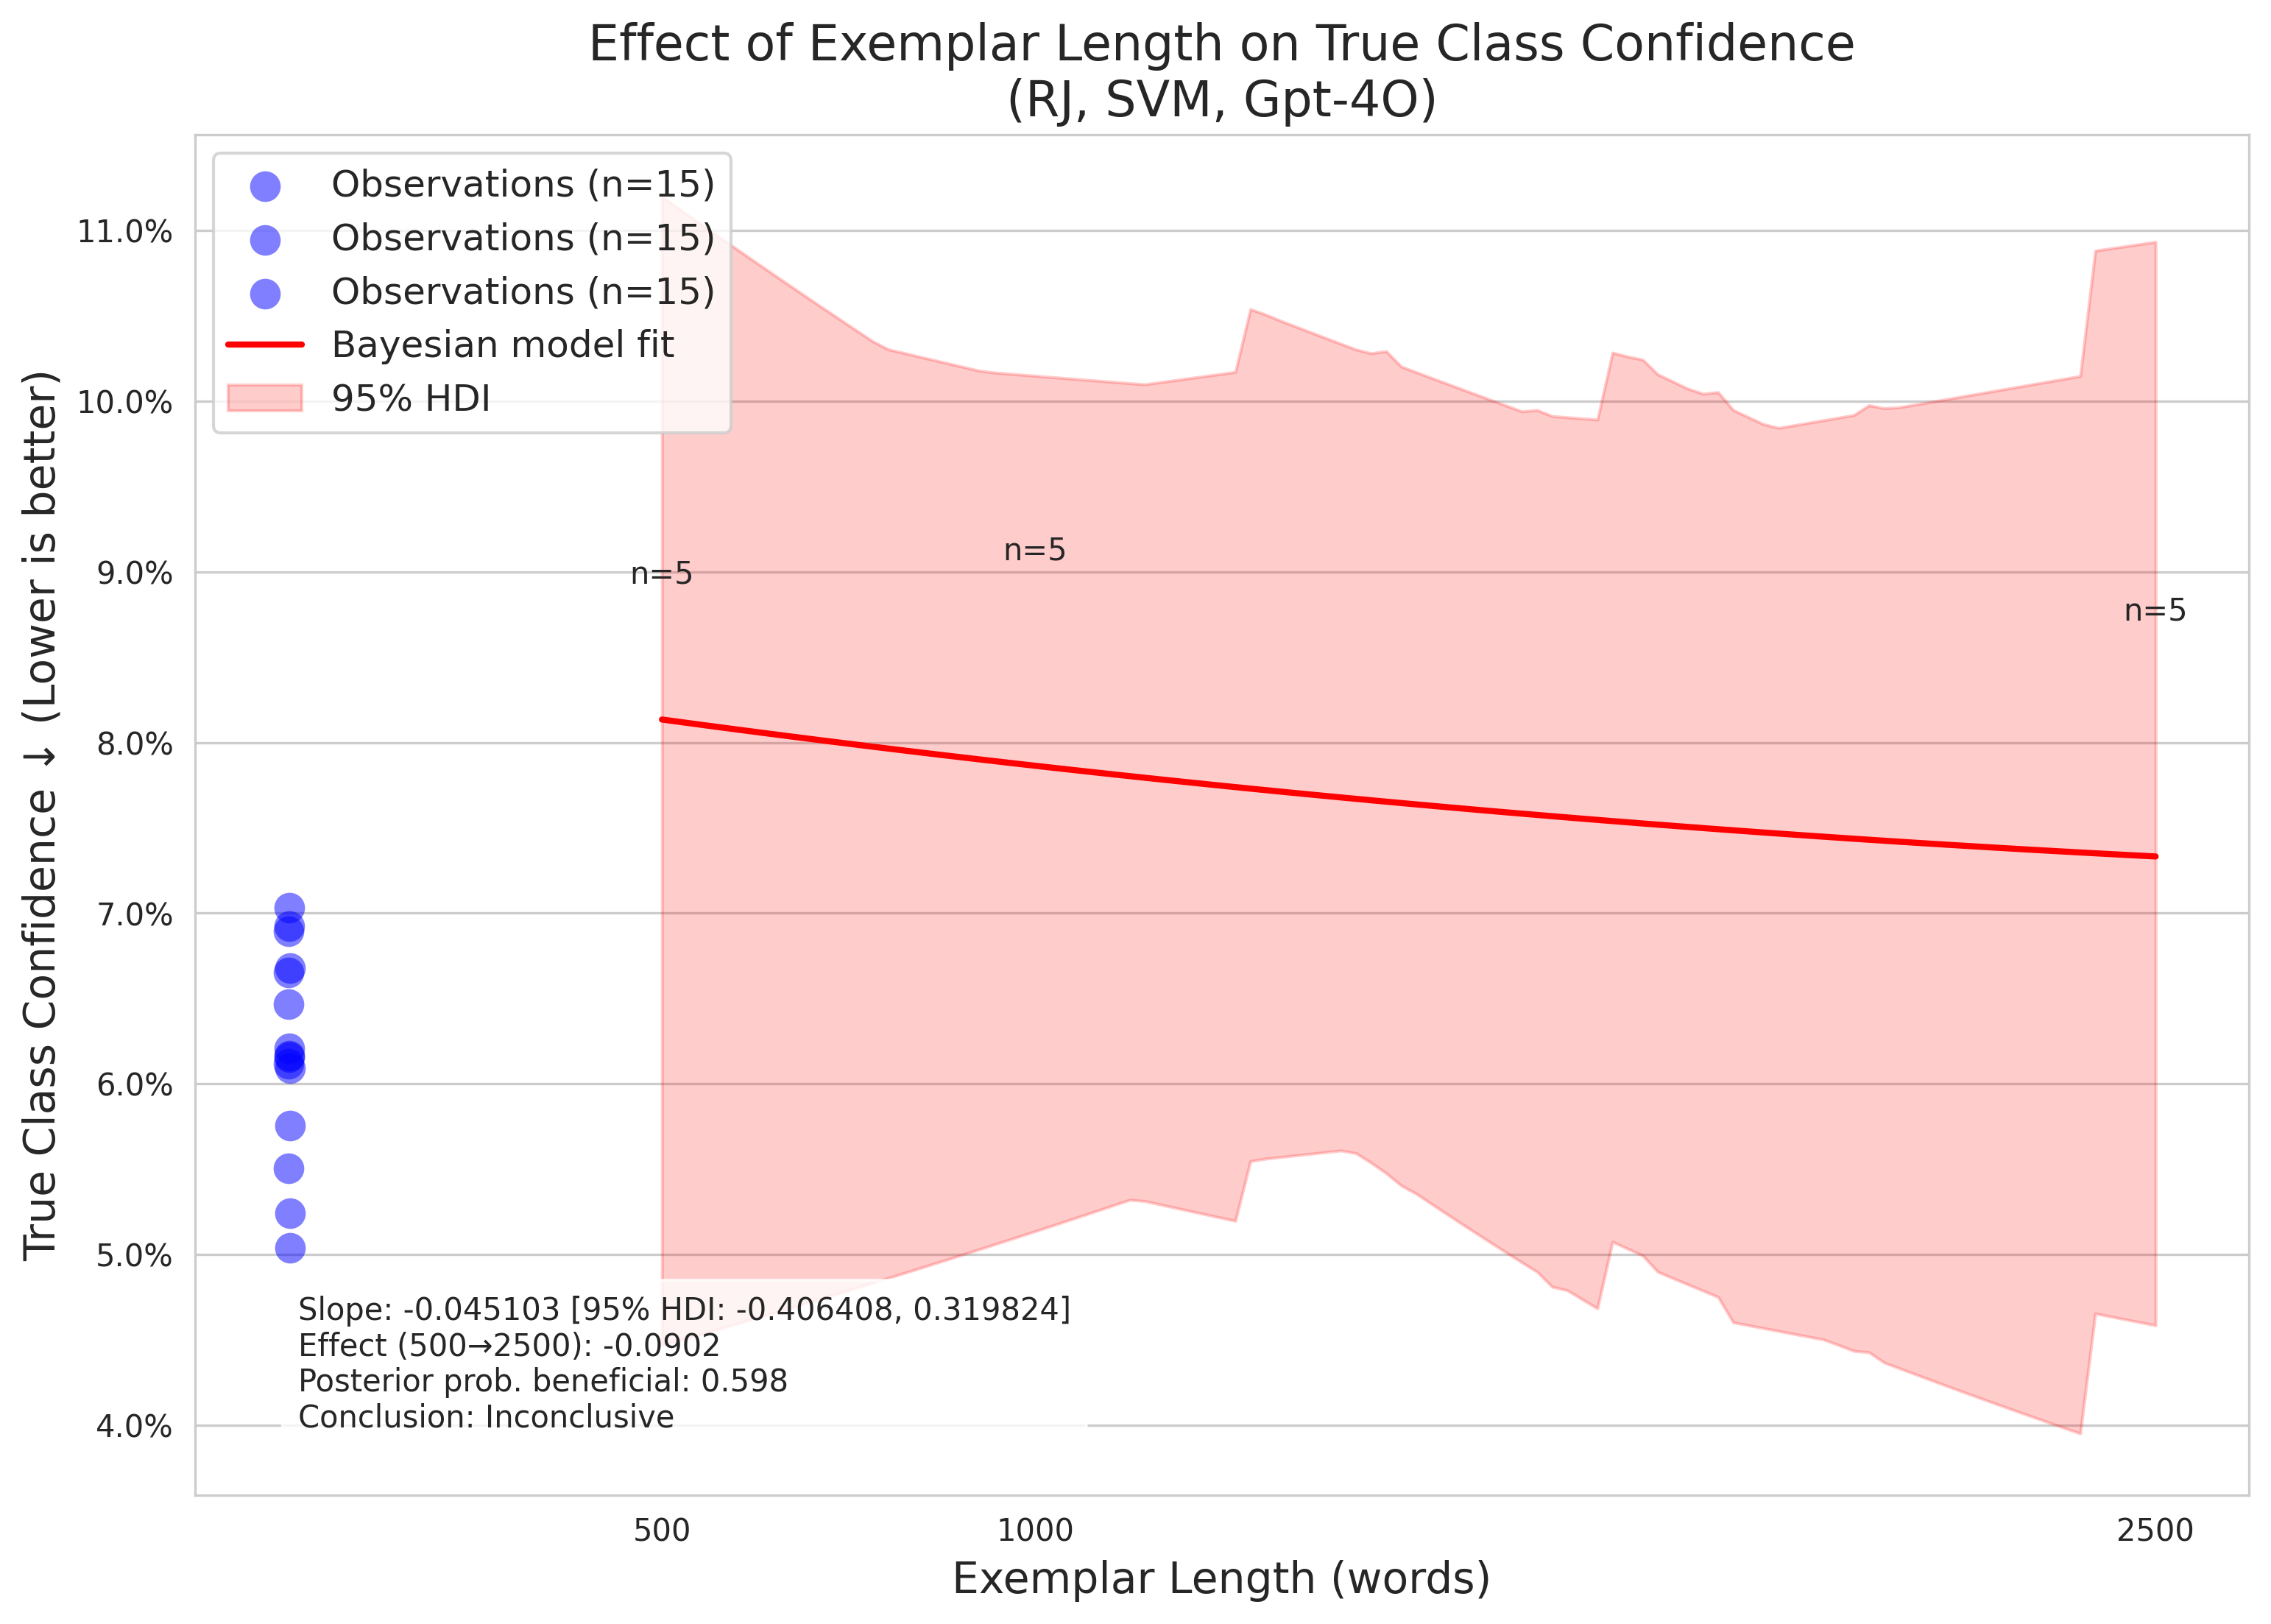 Effect of Exemplar Length on True Class Confidence
(RJ, SVM, Gpt-4O)
True Class Confidence ↓ (Lower is better)
11.0%
10.0%
9.0%
8.0%
7.0%
6.0%
5.0%
4.0%
Observations (n=15)
Observations (n=15)
Observations (n=15)
Bayesian model fit
95% HDI
n=5
n=5
n=5
Slope: -0.045103 [95% HDI: -0.406408, 0.319824]
Effect (500→2500): -0.0902
Posterior prob. beneficial: 0.598
Conclusion: Inconclusive
500
1000
2500
Exemplar Length (words)